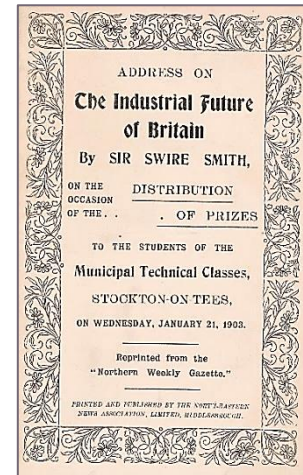 ADDRESS ON
The Industrial Future
of Britain
By SIR SWIRE SMITH,
ON THE
OCCASION
OF THE . .
DISTRIBUTION
. OF PRIZES
TO THE STUDENTS OF THE
Municipal Technical Classes,
STOCKTON-ON-TEES,
ON WEDNESDAY, JANUARY 21, 1903.
Reprinted from the
"Northern Weekly Gazette."
PRINTED AND PUBLISHED BY THE NORTH-EASTERN
NEWS ASSOCIATION, LIMITED, MIDDLESBROUGH.